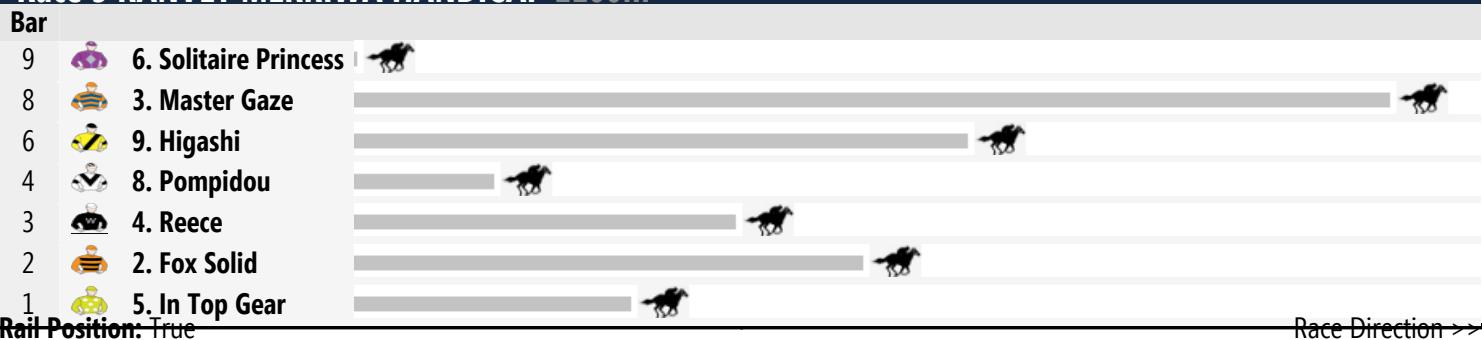 Bar
9 6. Solitaire Princess
8 3. Master Gaze
6 9. Higashi
4 8. Pompidou
3 4. Reece
2 2. Fox Solid
1 5. In Top Gear
Rail Position: True Race Direction >>